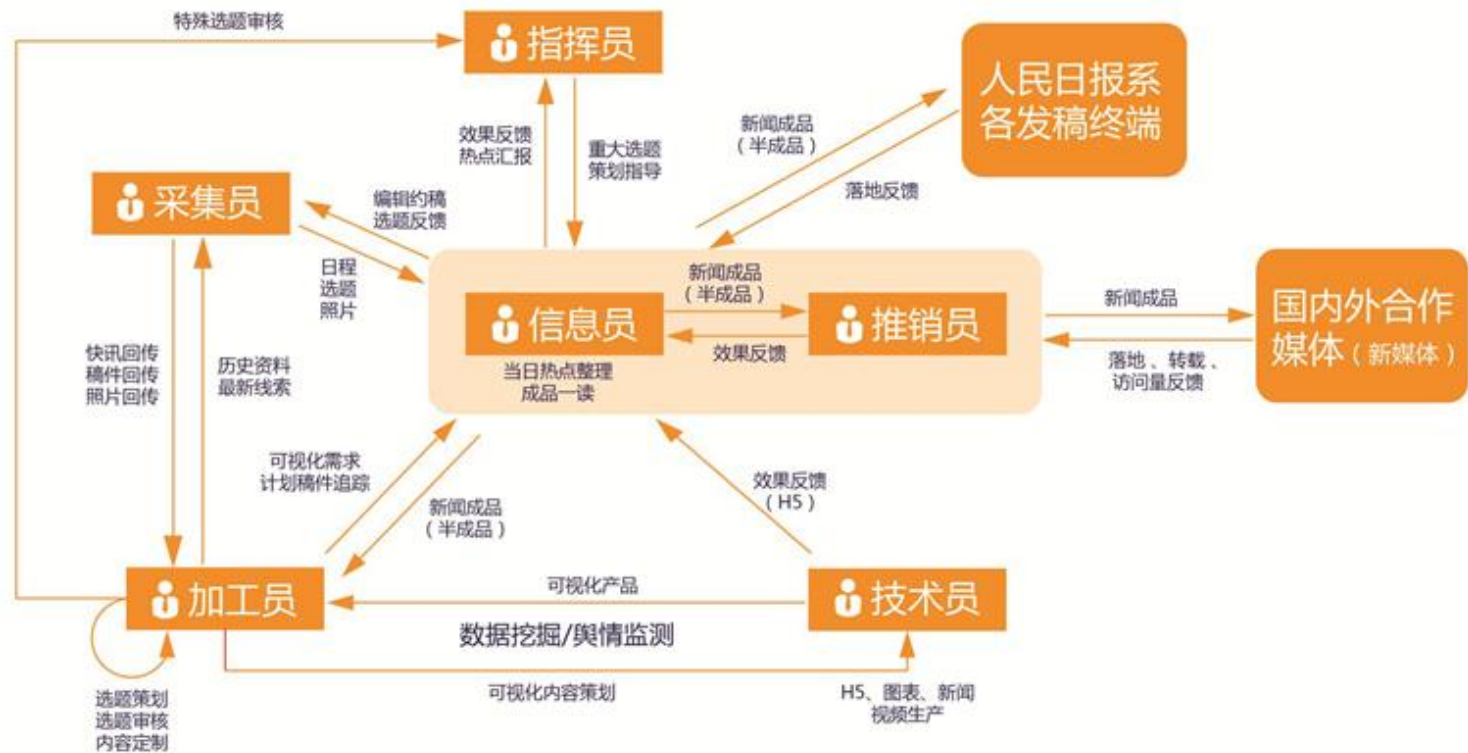 特殊选题审核
指挥员
人民日报系
各发稿终端
效果反馈
热点汇报
重大选题
策划指导
新闻成品
（半成品）
落地反馈
采集员
编辑约稿
选题反馈
日程
选题
照片
新闻成品
（半成品）
信息员
推销员
效果反馈
当日热点整理
成品一读
新闻成品
国内外合作
媒体（新媒体）
落地、转载、
访问量反馈
快讯回传
稿件回传
照片回传
历史资料
最新线索
可视化需求
计划稿件追踪
新闻成品
（半成品）
效果反馈
（H5）
加工员
可视化产品
技术员
数据挖掘/舆情监测
可视化内容策划
选题策划
选题审核
内容定制
H5、图表、新闻
视频生产